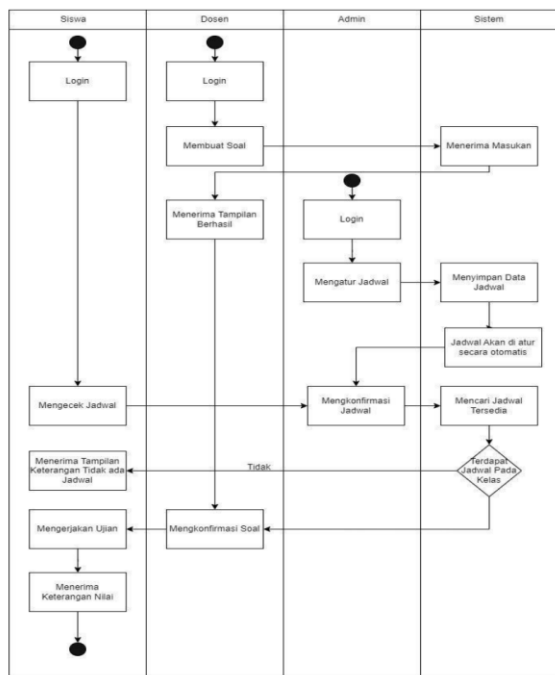 Siswa
Dosen
Admin
Sistem
Login
Login
Membuat Soal
Menerima Masukan
Menerima Tampilan
Berhasil
Login
Mengatur Jadwal
Menyimpan Data
Jadwal
Jadwal Akan di atur
secara otomatis
Mengecek Jadwal
Mengkonfirmasi
Jadwal
Mencari Jadwal
Tersedia
Menerima Tampilan
Keterangan Tidak ada
Jadwal
Tidak
Terdapat
Jadwal Pada
Kelas
Mengerjakan Ujian
Mengkonfirmasi Soal
Menerima
Keterangan Nilai